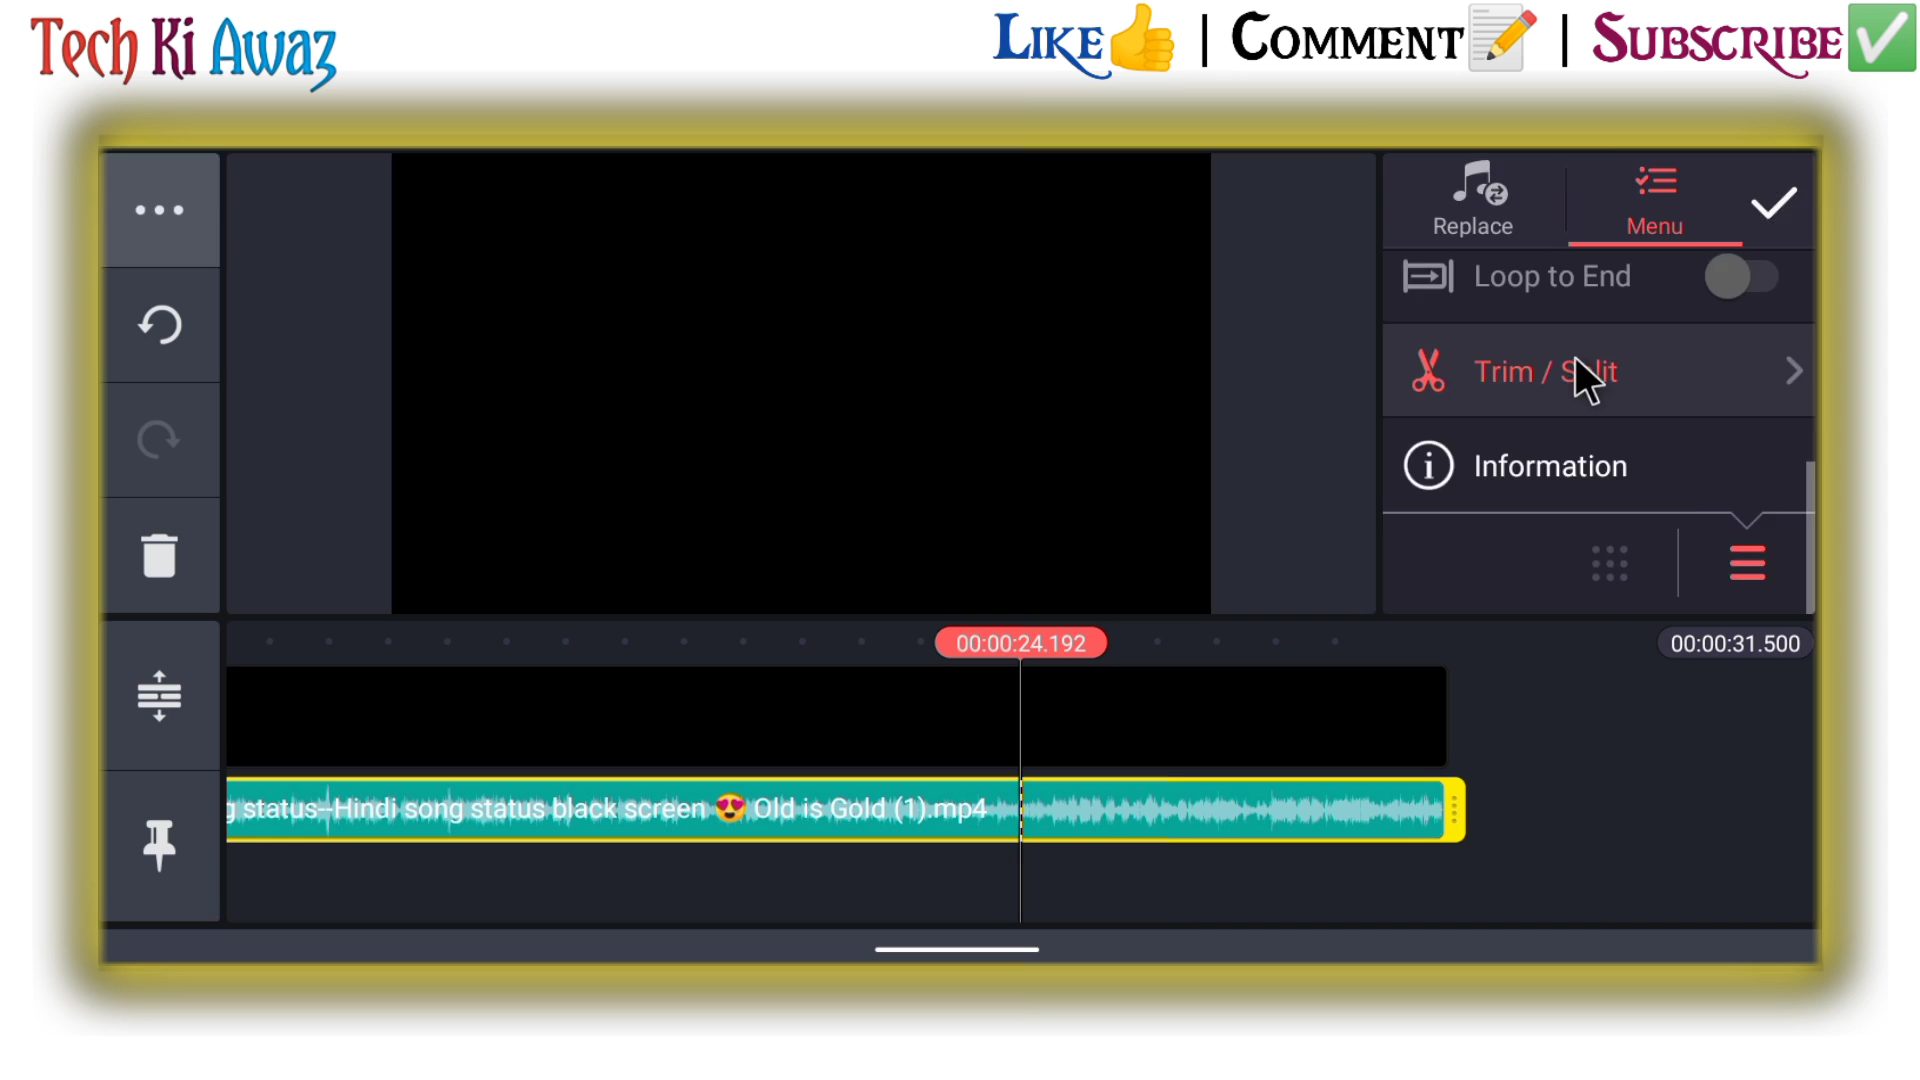 Tech Ki Awaz
Like👍 | Comment📝 | Subscribe✅
Replace
Menu
Loop to End
Trim / Split
Information
00:00:24.192
00:00:31.500
g status--Hindi song status black screen 😍 Old is Gold (1).mp4